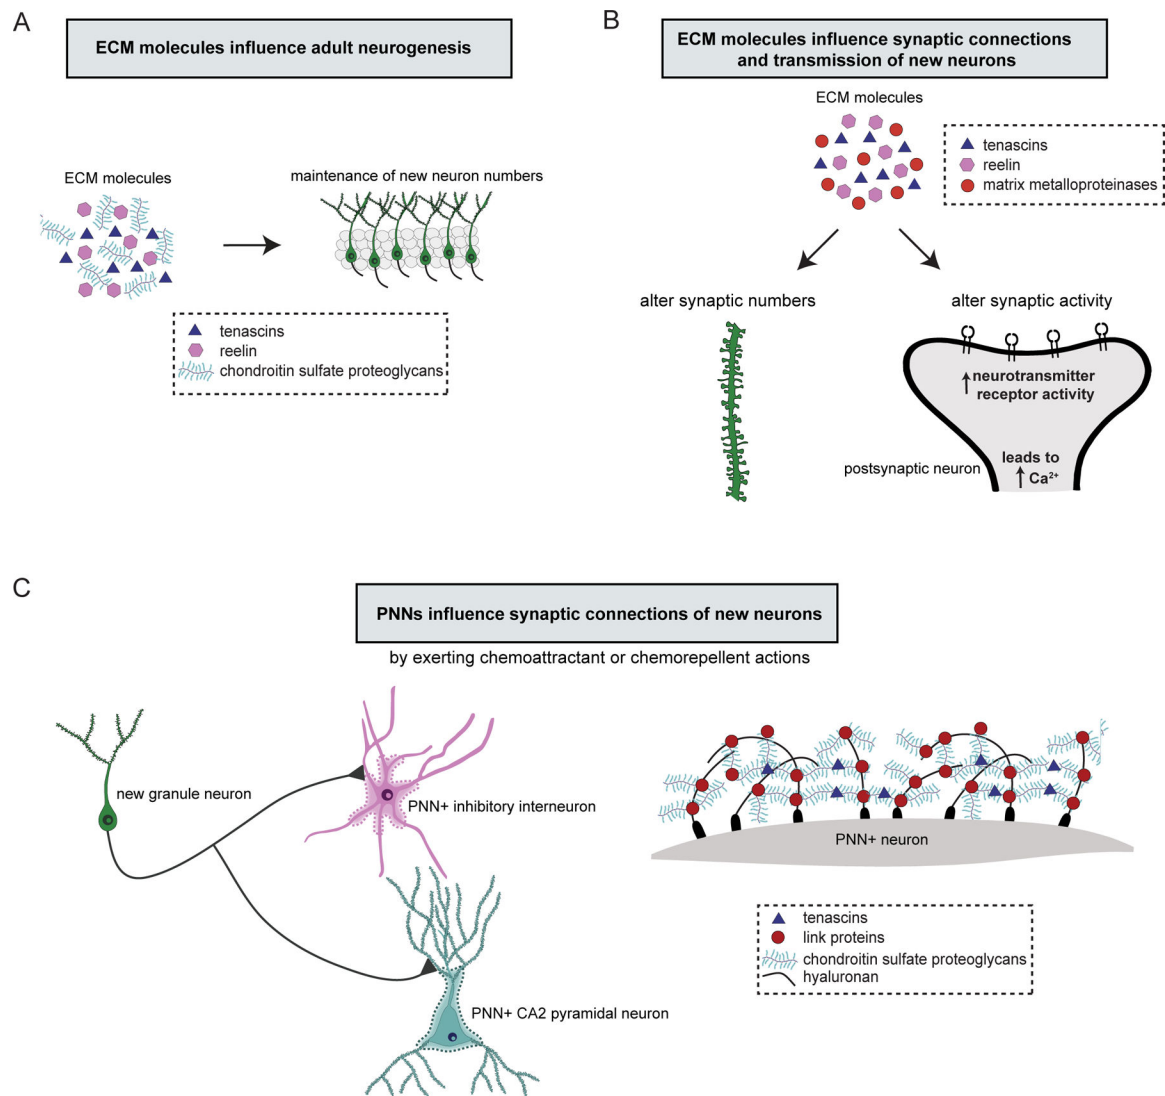 A
ECM molecules influence adult neurogenesis
ECM molecules
maintenance of new neuron numbers
tenascins
reelin
chondroitin sulfate proteoglycans
B
ECM molecules influence synaptic connections
and transmission of new neurons
ECM molecules
tenascins
reelin
matrix metalloproteinases
alter synaptic numbers
alter synaptic activity
neurotransmitter
receptor activity
postsynaptic neuron
leads to
Ca²⁺
C
PNNs influence synaptic connections of new neurons
by exerting chemoattractant or chemorepellent actions
new granule neuron
PNN+ inhibitory interneuron
PNN+ CA2 pyramidal neuron
PNN+ neuron
tenascins
link proteins
chondroitin sulfate proteoglycans
hyaluronan